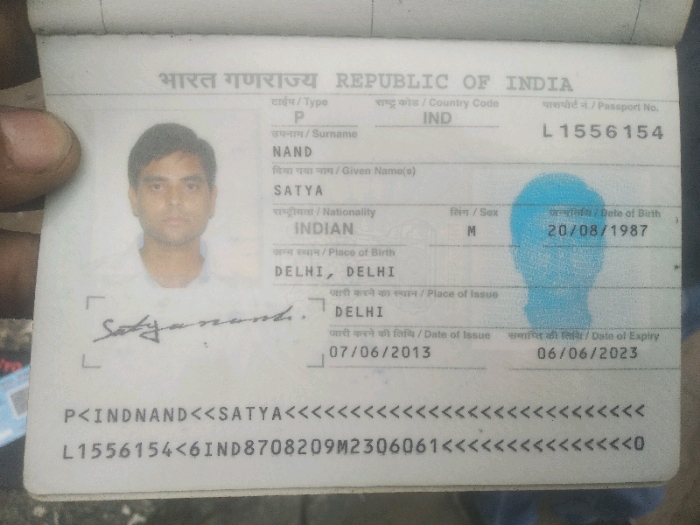 भारत गणराज्य REPUBLIC OF INDIA
टाईप / Type राष्ट्र कोड / Country Code पासपोर्ट नं. / Passport No.
P IND L1556154
उपनाम / Surname
NAND
दिया गया नाम / Given Name(s)
SATYA
राष्ट्रीयता / Nationality लिंग / Sex जन्मतिथि / Date of Birth
INDIAN M 20/08/1987
जन्म स्थान / Place of Birth
DELHI, DELHI
जारी करने का स्थान / Place of Issue
DELHI
Satyanand.
जारी करने की तिथि / Date of Issue समाप्ति की तिथि / Date of Expiry
07/06/2013 06/06/2023
P<INDNAND<<SATYA<<<<<<<<<<<<<<<<<<<<<<<<<<<<
L1556154<6IND8708209M2306061<<<<<<<<<<<<<<<0